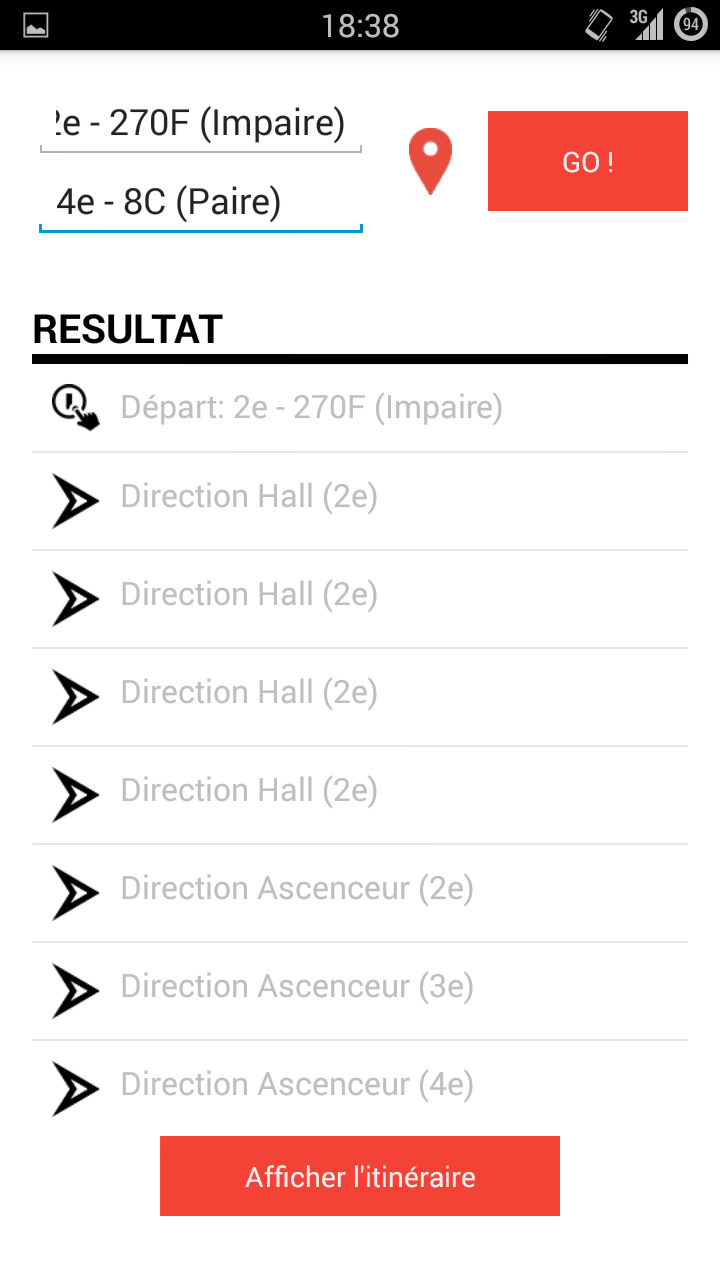 18:38
3G
94
2e - 270F (Impaire)
4e - 8C (Paire)
GO !
RESULTAT
Départ: 2e - 270F (Impaire)
Direction Hall (2e)
Direction Hall (2e)
Direction Hall (2e)
Direction Hall (2e)
Direction Ascenceur (2e)
Direction Ascenceur (3e)
Direction Ascenceur (4e)
Afficher l'itinéraire